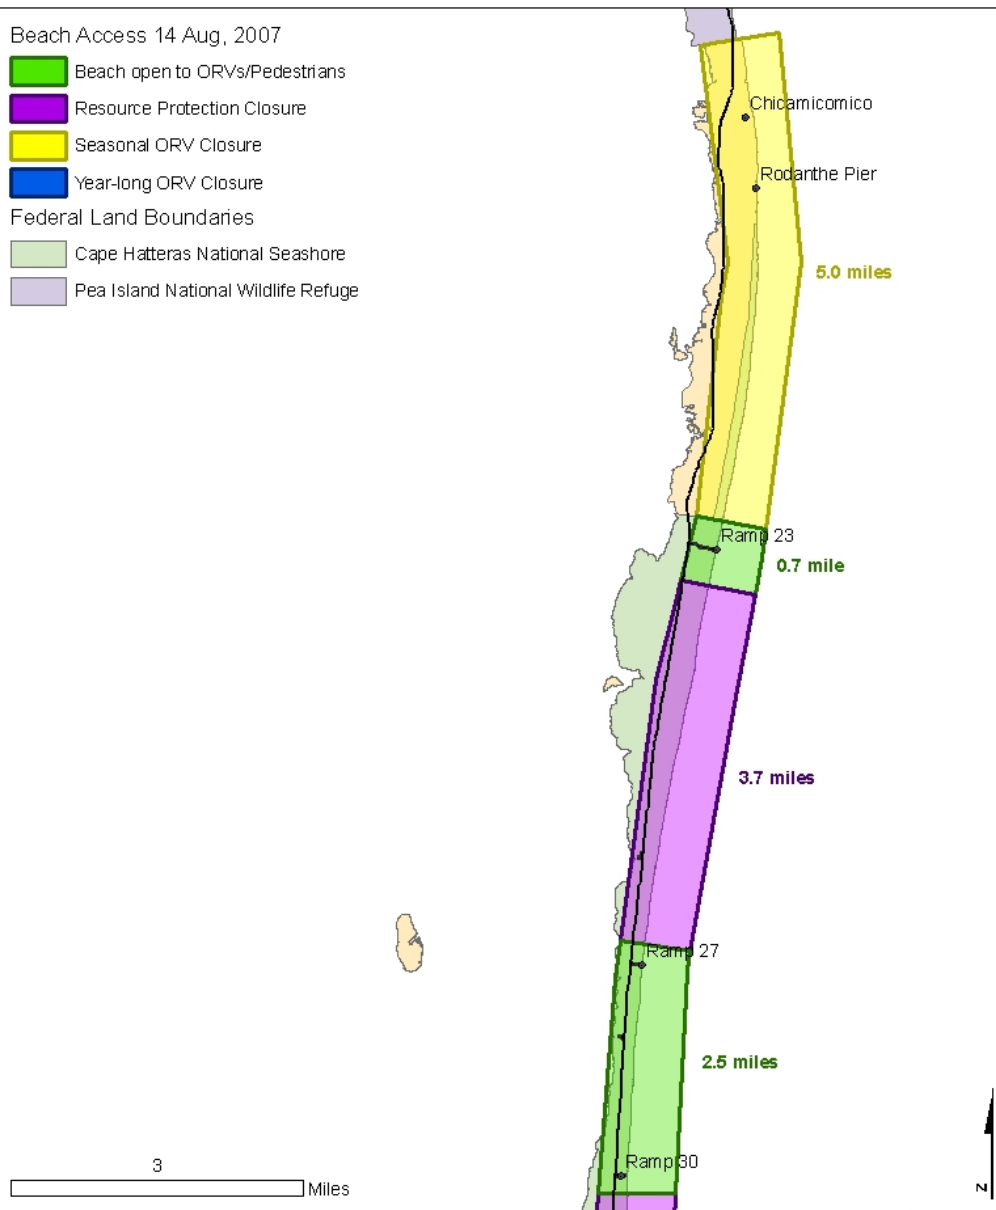 Beach Access 14 Aug, 2007
Beach open to ORVs/Pedestrians
Resource Protection Closure
Seasonal ORV Closure
Year-long ORV Closure
Federal Land Boundaries
Cape Hatteras National Seashore
Pea Island National Wildlife Refuge
Chicamicomico
Rodanthe Pier
5.0 miles
Ramp 23
0.7 mile
3.7 miles
Ramp 27
2.5 miles
Ramp 30
3
Miles
N